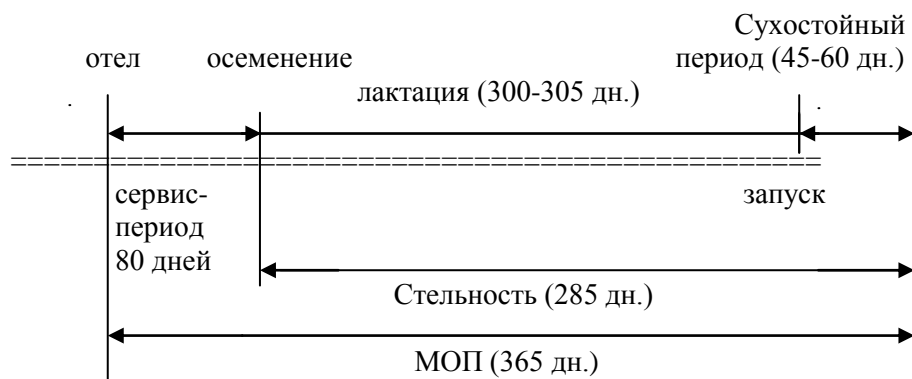 Сухостойный
отел осеменение период (45-60 дн.)
лактация (300-305 дн.)
сервис- запуск
период
80 дней
Стельность (285 дн.)
МОП (365 дн.)